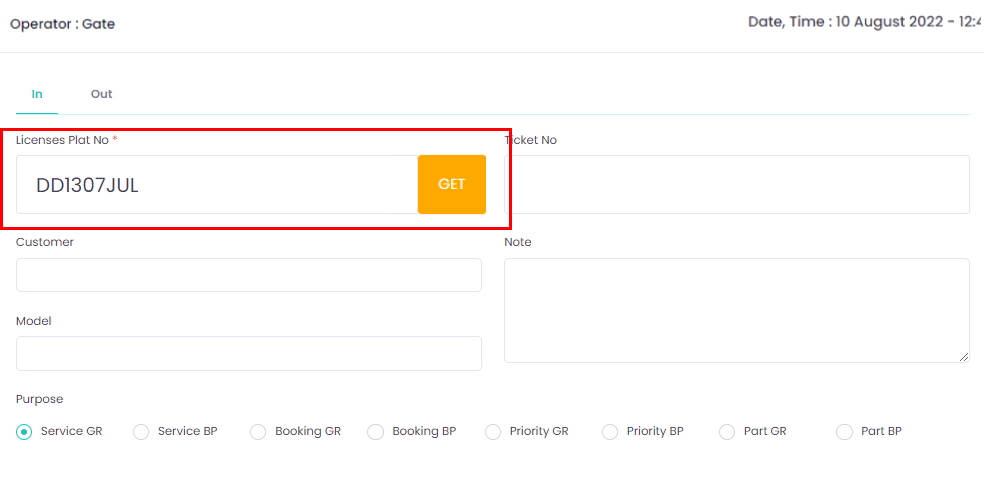 Operator : Gate
Date, Time : 10 August 2022 - 12:4
In
Out
Licenses Plat No *
Ticket No
DD1307JUL
GET
Customer
Note
Model
Purpose
Service GR
Service BP
Booking GR
Booking BP
Priority GR
Priority BP
Part GR
Part BP